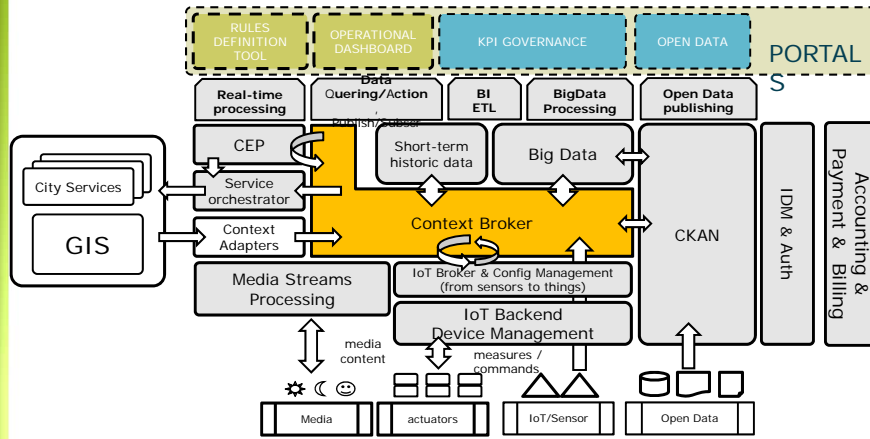 RULES
DEFINITION
TOOL
OPERATIONAL
DASHBOARD
KPI GOVERNANCE
OPEN DATA
PORTAL
S
Real-time
processing
Data
Quering/Action
,
Publish/Subscr
BI
ETL
BigData
Processing
Open Data
publishing
CEP
Short-term
historic data
Big Data
City Services
Service
orchestrator
GIS
Context
Adapters
Context Broker
CKAN
IDM & Auth
Accounting &
Payment & Billing
Media Streams
Processing
IoT Broker & Config Management
(from sensors to things)
IoT Backend
Device Management
media
content
measures /
commands
Media
actuators
IoT/Sensor
Open Data